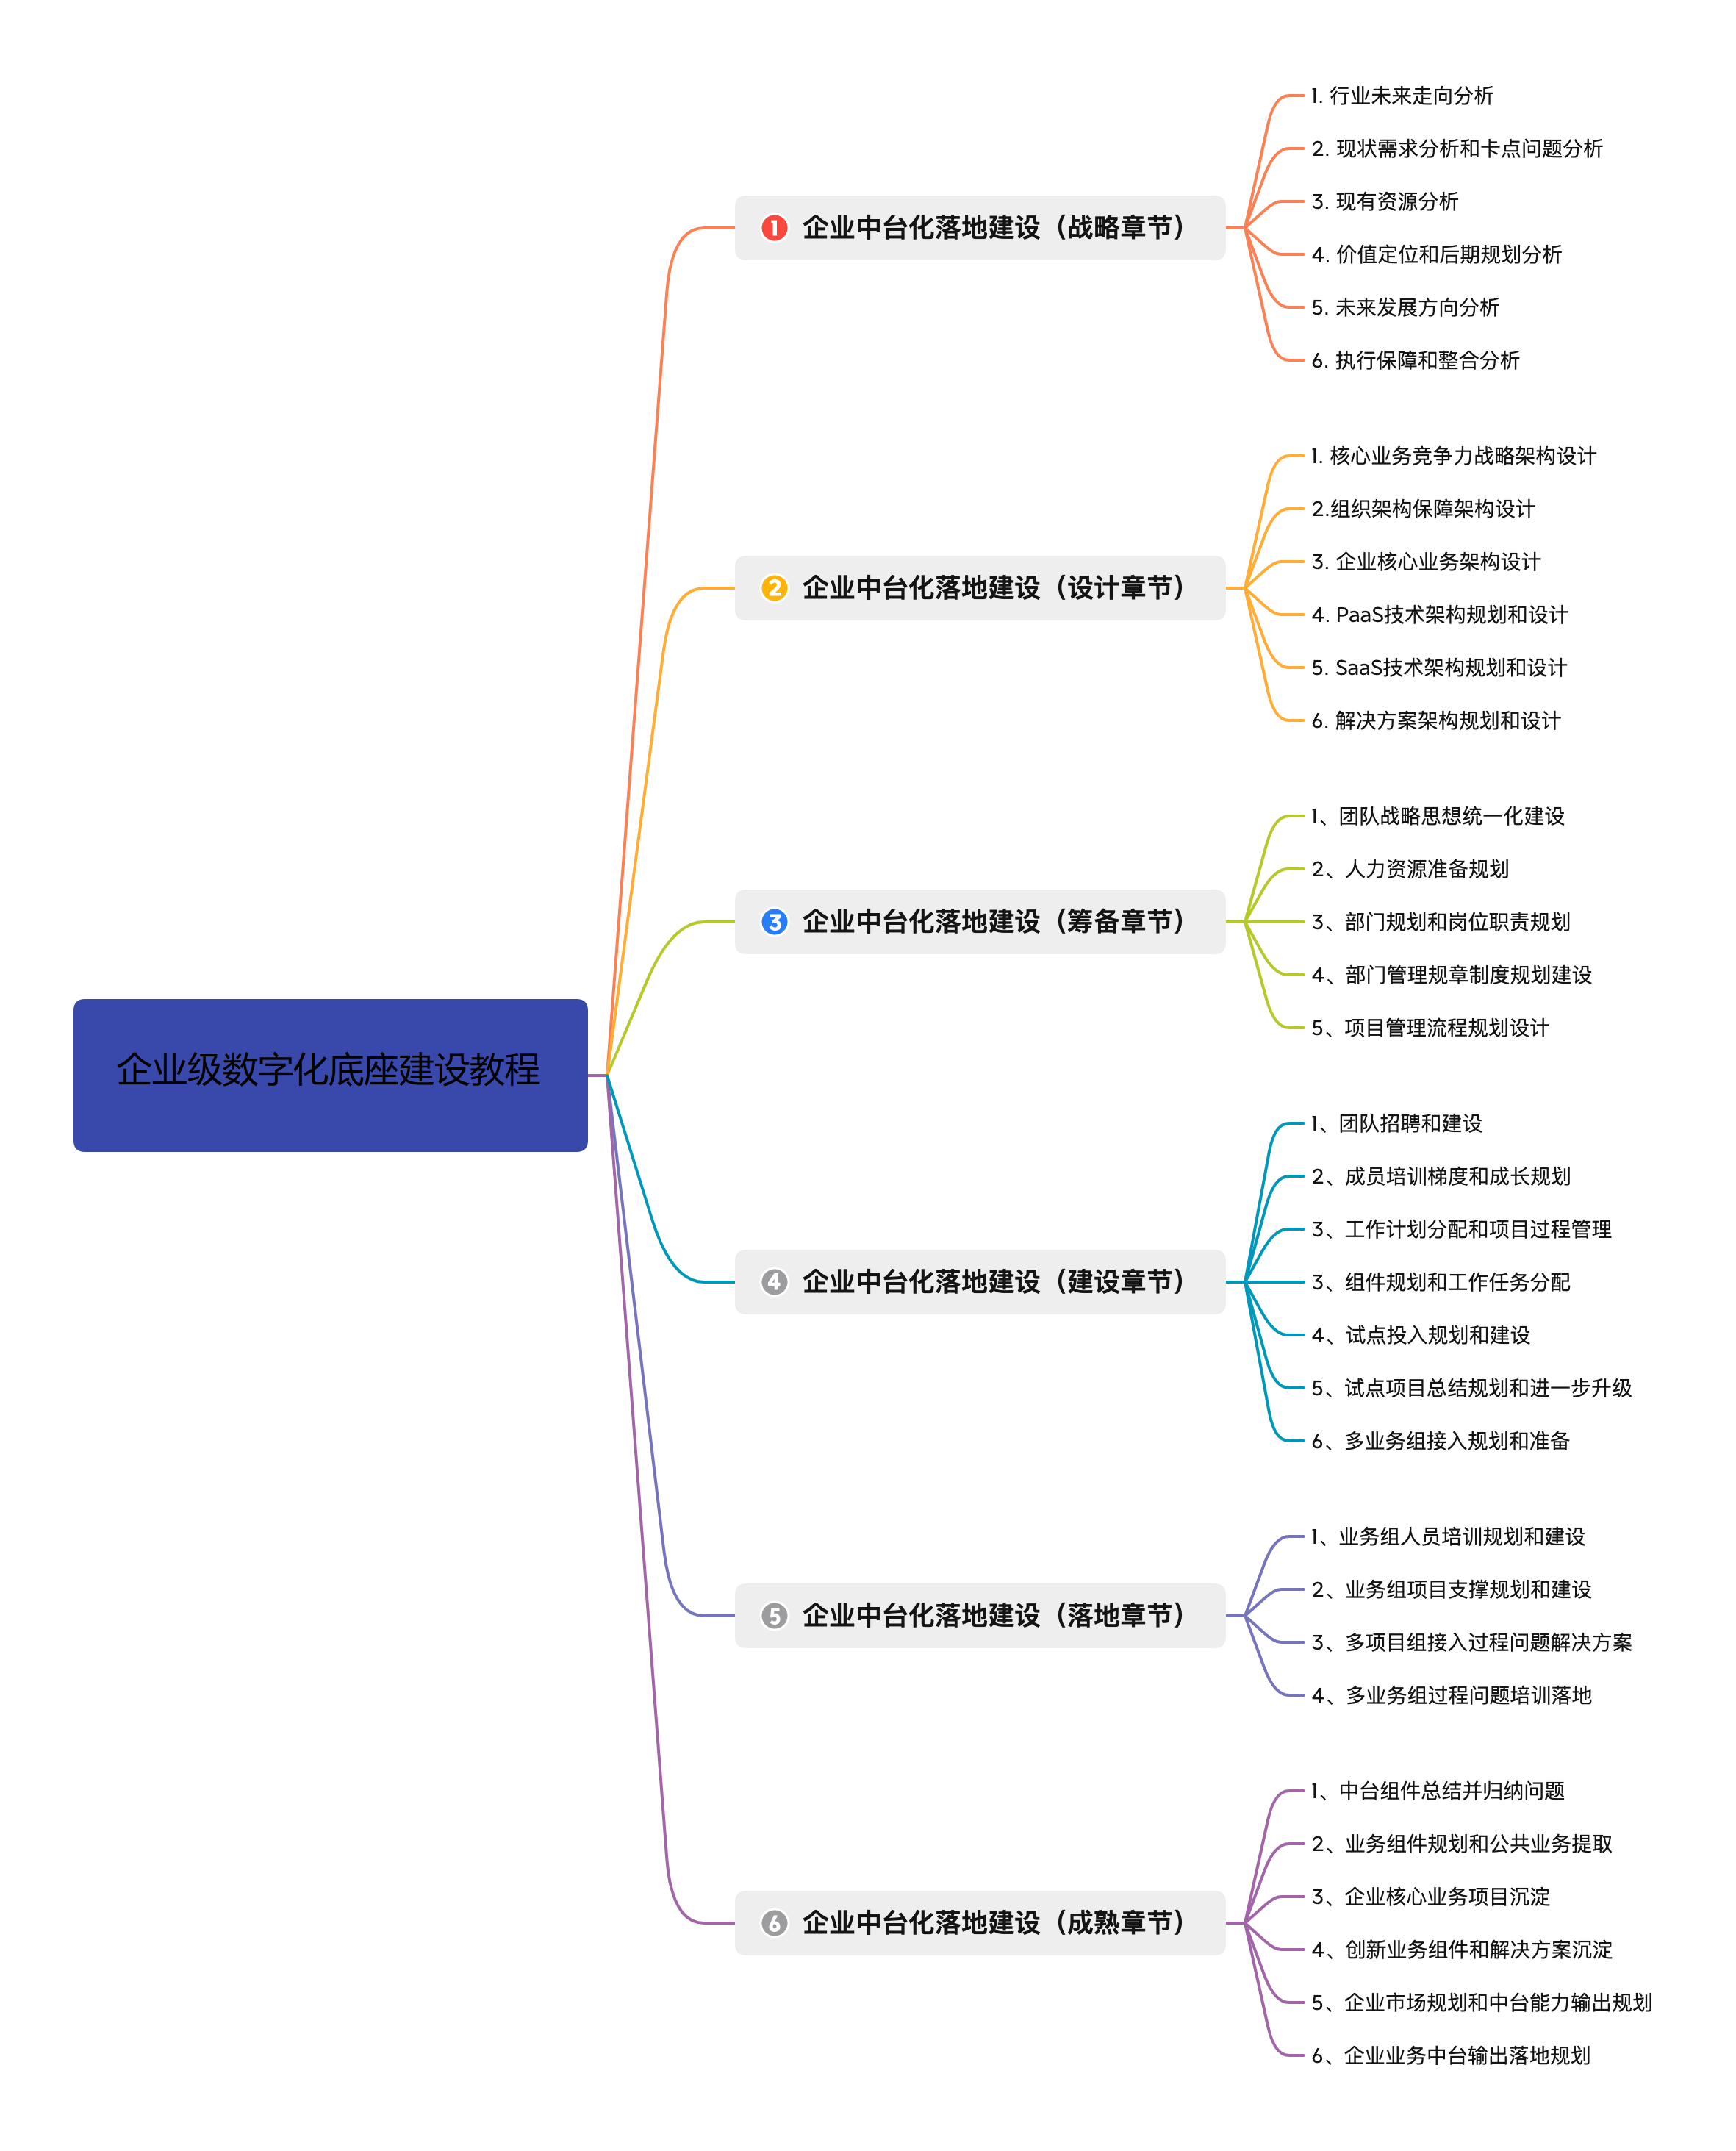 企业级数字化底座建设教程
1 企业中台化落地建设（战略章节）
1. 行业未来走向分析
2. 现状需求分析和卡点问题分析
3. 现有资源分析
4. 价值定位和后期规划分析
5. 未来发展方向分析
6. 执行保障和整合分析
2 企业中台化落地建设（设计章节）
1. 核心业务竞争力战略架构设计
2.组织架构保障架构设计
3. 企业核心业务架构设计
4. PaaS技术架构规划和设计
5. SaaS技术架构规划和设计
6. 解决方案架构规划和设计
3 企业中台化落地建设（筹备章节）
1、团队战略思想统一化建设
2、人力资源准备规划
3、部门规划和岗位职责规划
4、部门管理规章制度规划建设
5、项目管理流程规划设计
4 企业中台化落地建设（建设章节）
1、团队招聘和建设
2、成员培训梯度和成长规划
3、工作计划分配和项目过程管理
3、组件规划和工作任务分配
4、试点投入规划和建设
5、试点项目总结规划和进一步升级
6、多业务组接入规划和准备
5 企业中台化落地建设（落地章节）
1、业务组人员培训规划和建设
2、业务组项目支撑规划和建设
3、多项目组接入过程问题解决方案
4、多业务组过程问题培训落地
6 企业中台化落地建设（成熟章节）
1、中台组件总结并归纳问题
2、业务组件规划和公共业务提取
3、企业核心业务项目沉淀
4、创新业务组件和解决方案沉淀
5、企业市场规划和中台能力输出规划
6、企业业务中台输出落地规划